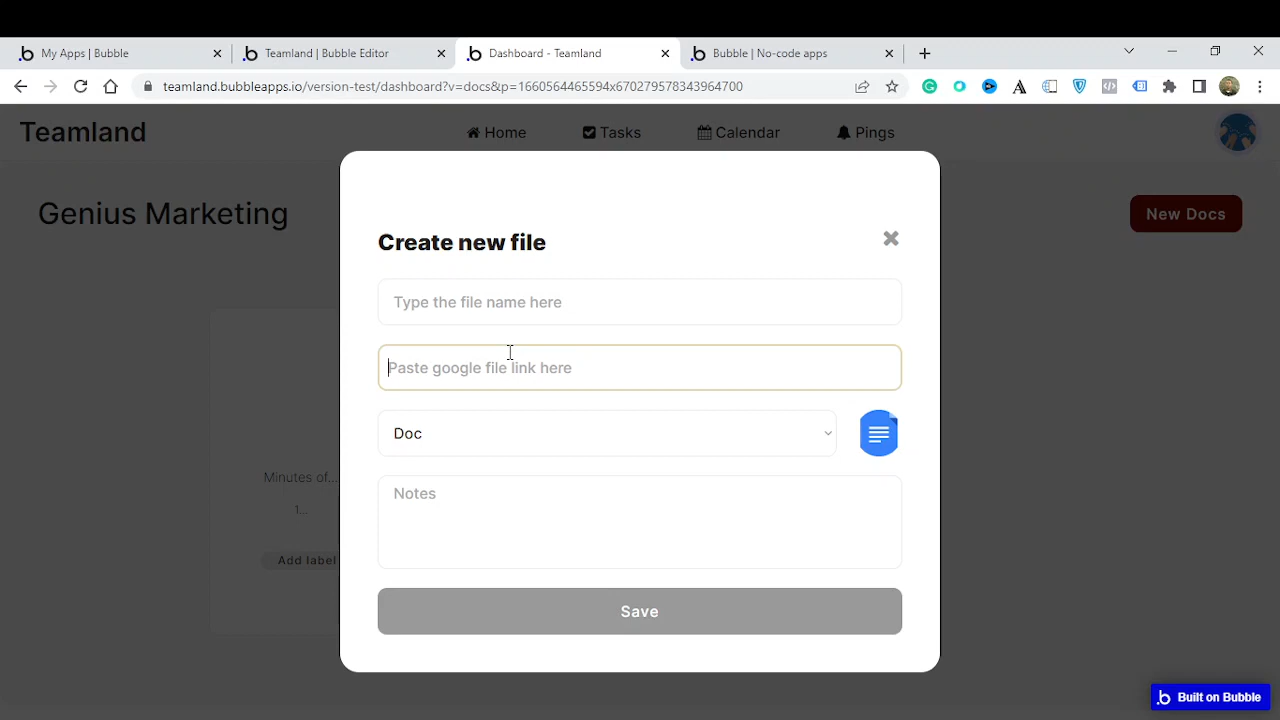 My Apps | Bubble
Teamland | Bubble Editor
Dashboard - Teamland
Bubble | No-code apps
teamland.bubbleapps.io/version-test/dashboard?v=docs&p=1660564465594x670279578343964700
Teamland
Home
Tasks
Calendar
Pings
Genius Marketing
New Docs
Create new file
Type the file name here
Paste google file link here
Doc
Notes
Minutes of...
1...
Add label
Save
Built on Bubble